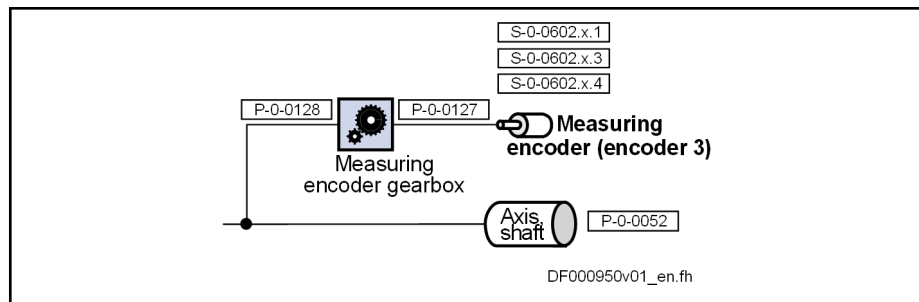 S-0-0602.x.1
S-0-0602.x.3
S-0-0602.x.4
P-0-0128
P-0-0127
Measuring
encoder (encoder 3)
Measuring
encoder gearbox
Axis
shaft
P-0-0052
DF000950v01_en.fh